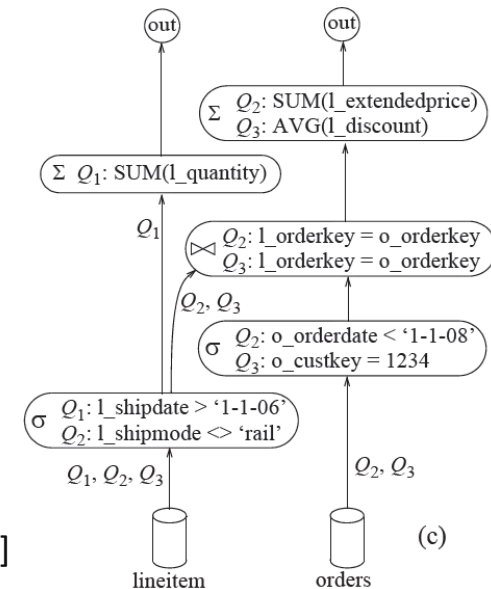 out
out
Σ Q2: SUM(l_extendedprice)
Q3: AVG(l_discount)
Σ Q1: SUM(l_quantity)
Q1
⋈ Q2: l_orderkey = o_orderkey
Q3: l_orderkey = o_orderkey
Q2, Q3
σ Q2: o_orderdate < ‘1-1-08’
Q3: o_custkey = 1234
σ Q1: l_shipdate > ‘1-1-06’
Q2: l_shipmode <> ‘rail’
Q1, Q2, Q3
Q2, Q3
]
(c)
lineitem
orders